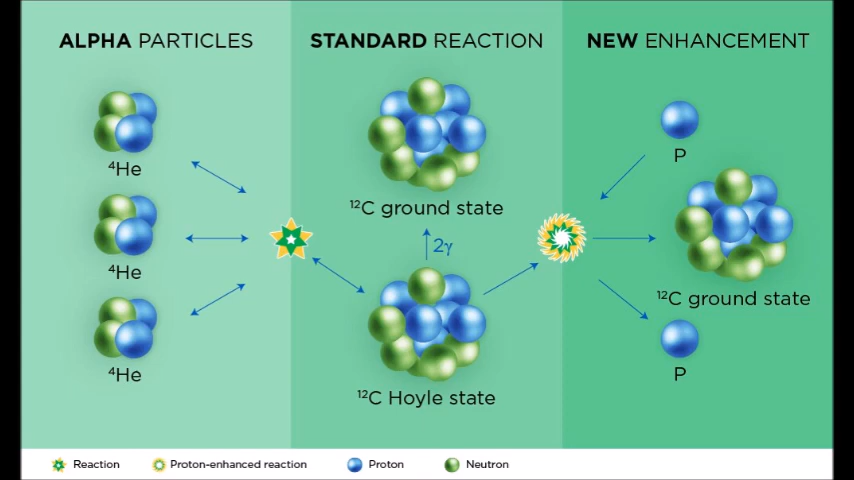 ALPHA PARTICLES
STANDARD REACTION
NEW ENHANCEMENT
⁴He
⁴He
⁴He
¹²C ground state
2γ
¹²C Hoyle state
P
¹²C ground state
P
Reaction
Proton-enhanced reaction
Proton
Neutron